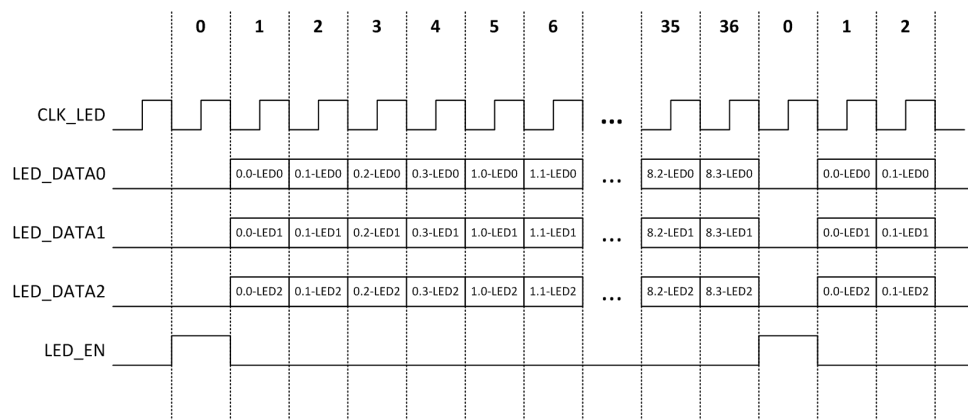 0 1 2 3 4 5 6 35 36 0 1 2
CLK_LED ...
LED_DATA0 0.0-LED0 0.1-LED0 0.2-LED0 0.3-LED0 1.0-LED0 1.1-LED0 ... 8.2-LED0 8.3-LED0 0.0-LED0 0.1-LED0
LED_DATA1 0.0-LED1 0.1-LED1 0.2-LED1 0.3-LED1 1.0-LED1 1.1-LED1 ... 8.2-LED1 8.3-LED1 0.0-LED1 0.1-LED1
LED_DATA2 0.0-LED2 0.1-LED2 0.2-LED2 0.3-LED2 1.0-LED2 1.1-LED2 ... 8.2-LED2 8.3-LED2 0.0-LED2 0.1-LED2
LED_EN